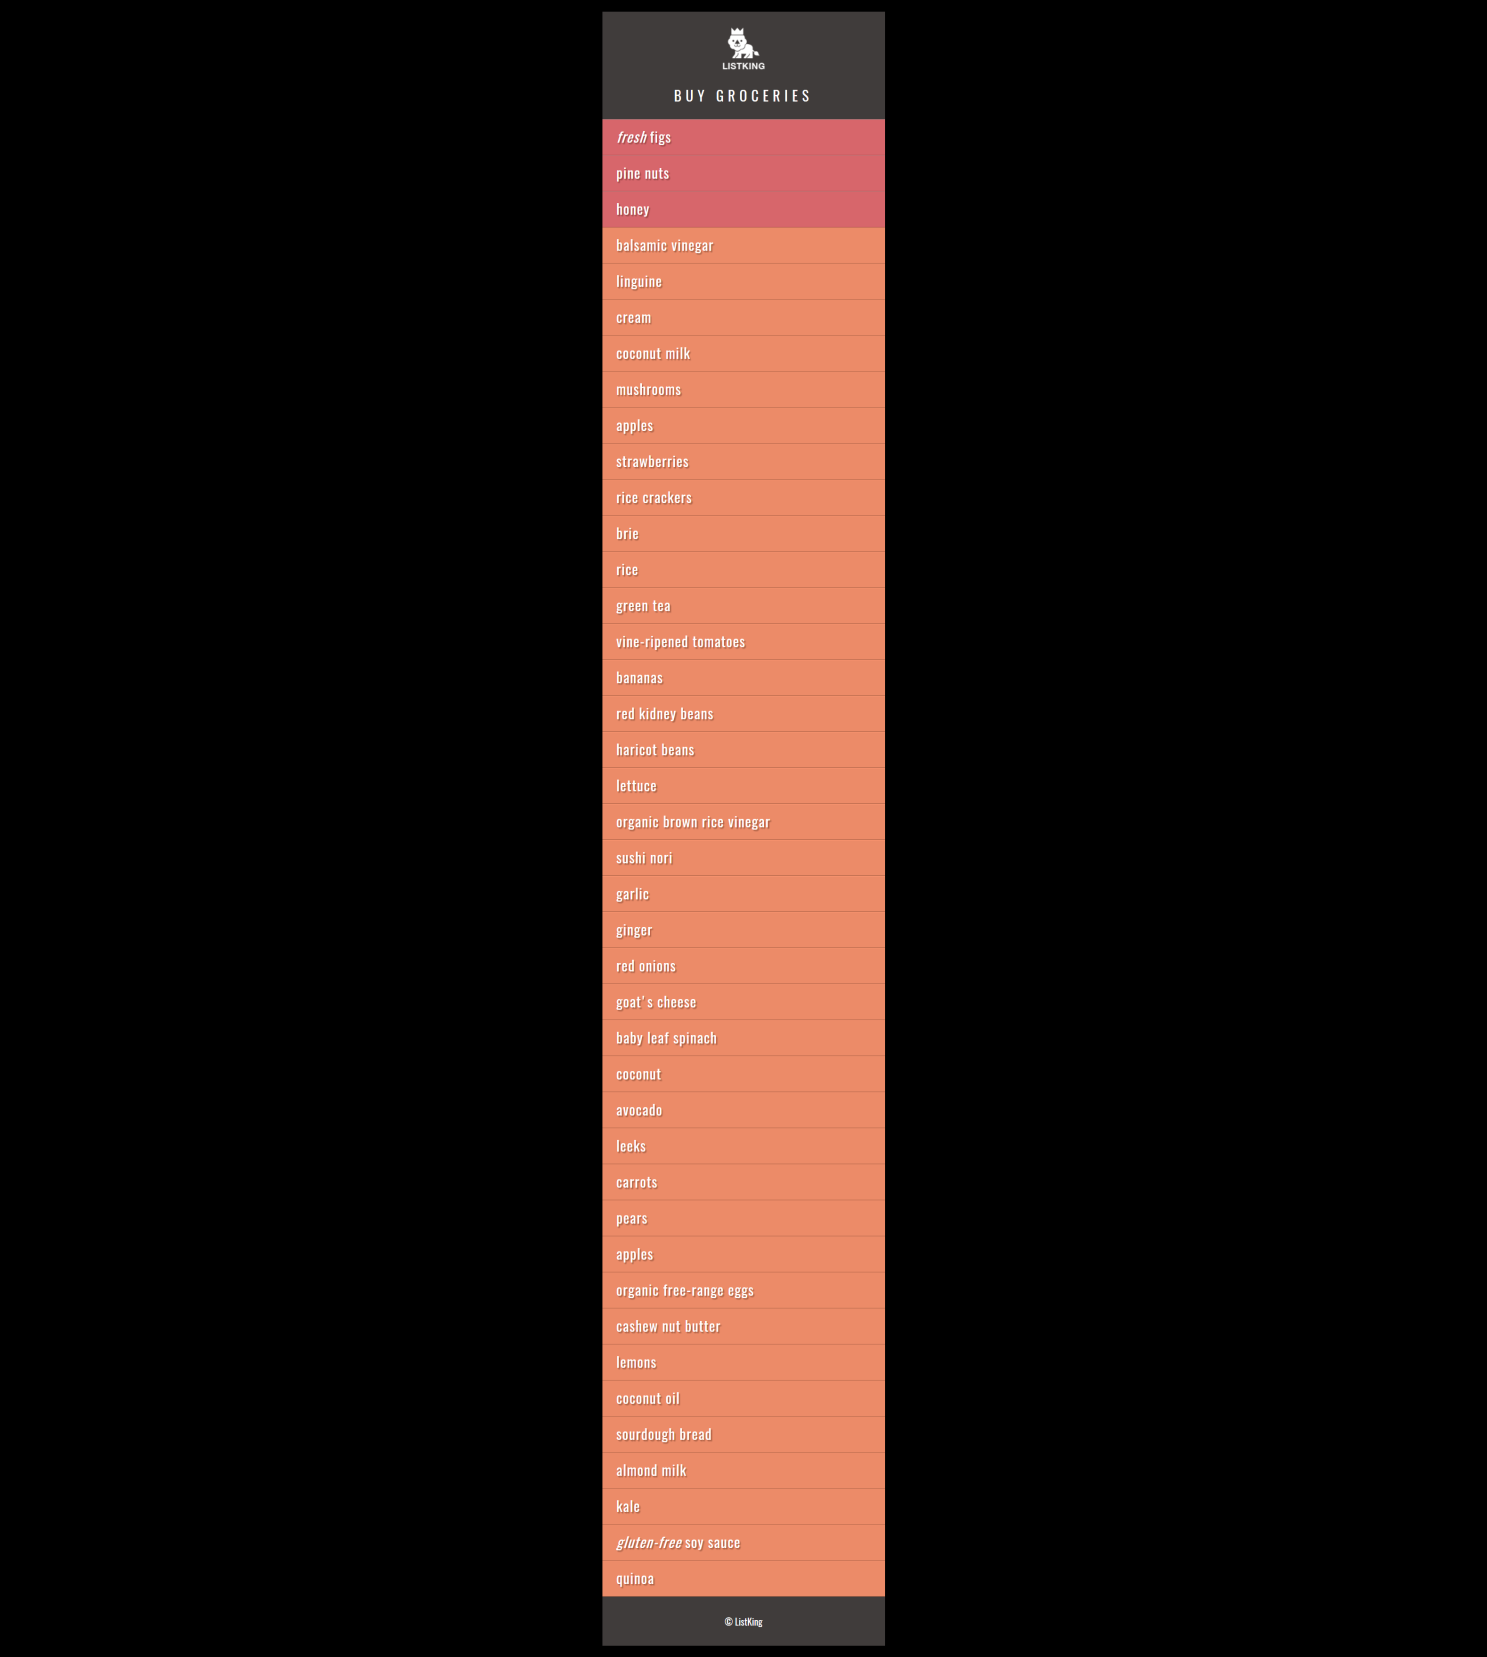 LISTKING
BUY GROCERIES
fresh figs
pine nuts
honey
balsamic vinegar
linguine
cream
coconut milk
mushrooms
apples
strawberries
rice crackers
brie
rice
green tea
vine-ripened tomatoes
bananas
red kidney beans
haricot beans
lettuce
organic brown rice vinegar
sushi nori
garlic
ginger
red onions
goat's cheese
baby leaf spinach
coconut
avocado
leeks
carrots
pears
apples
organic free-range eggs
cashew nut butter
lemons
coconut oil
sourdough bread
almond milk
kale
gluten-free soy sauce
quinoa
© ListKing